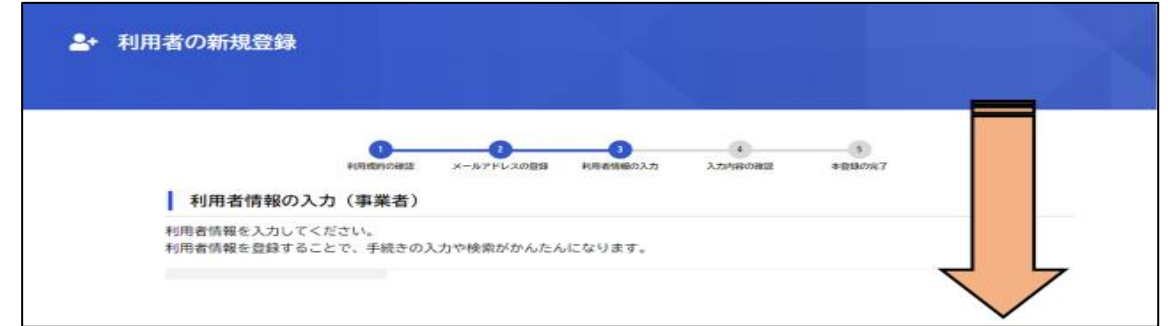 利用者の新規登録
1 2 3 4 5
利用規約の確認 メールアドレスの登録 利用者情報の入力 入力内容の確認 本登録の完了
利用者情報の入力（事業者）
利用者情報を入力してください。
利用者情報を登録することで、手続きの入力や検索がかんたんになります。